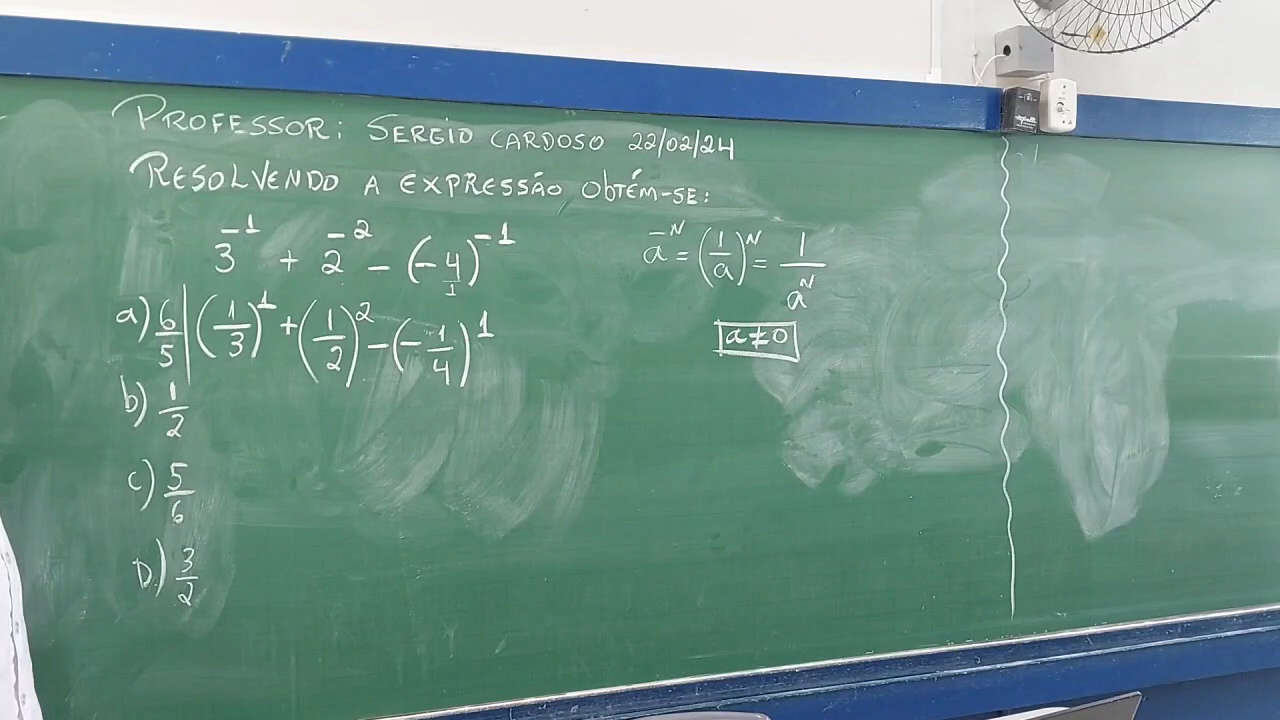 PROFESSOR: SERGIO CARDOSO 22/02/24
RESOLVENDO A EXPRESSÃO OBTÉM-SE:
3⁻¹ + 2⁻² - (-4/1)⁻¹
a⁻ᴺ = (1/a)ᴺ = 1/aᴺ
a ≠ 0
a) 6/5 | (1/3)¹ + (1/2)² - (-1/4)¹
b) 1/2
c) 5/6
D) 3/2